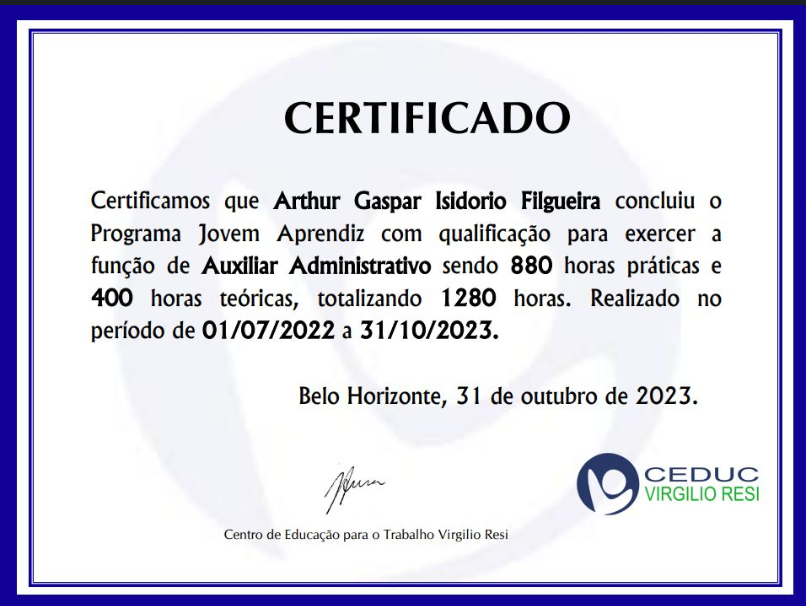 CERTIFICADO
Certificamos que Arthur Gaspar Isidorio Filgueira concluiu o
Programa Jovem Aprendiz com qualificação para exercer a
função de Auxiliar Administrativo sendo 880 horas práticas e
400 horas teóricas, totalizando 1280 horas. Realizado no
período de 01/07/2022 a 31/10/2023.
Belo Horizonte, 31 de outubro de 2023.
CEDUC
VIRGILIO RESI
Centro de Educação para o Trabalho Virgilio Resi